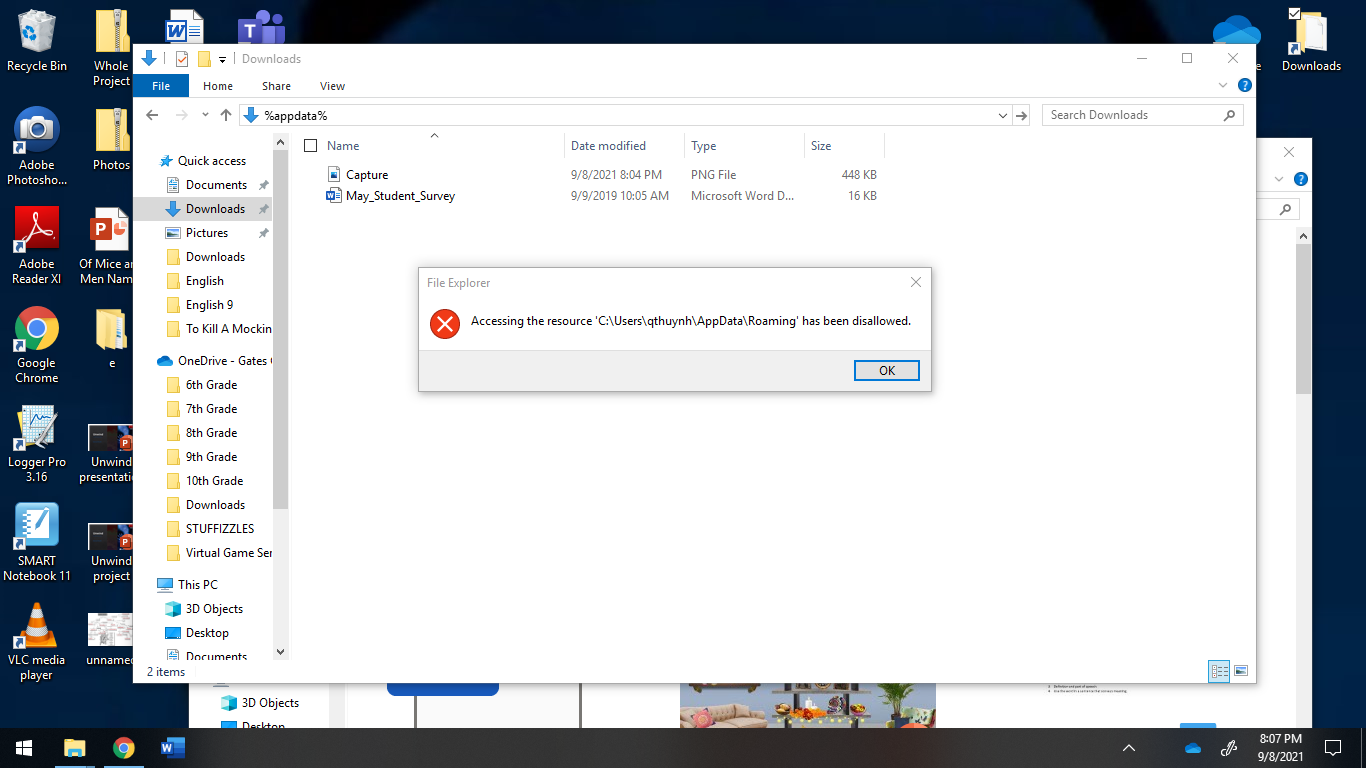 Recycle Bin
Whole
Project
Downloads
Adobe
Photosho...
Photos
Adobe
Reader XI
Of Mice a
Men Nam
Google
Chrome
e
Logger Pro
3.16
Unwind
presentati
SMART
Notebook 11
Unwind
project
VLC media
player
unnamed
Downloads
File
Home
Share
View
%appdata%
Search Downloads
Quick access
Documents
Downloads
Pictures
Downloads
English
English 9
To Kill A Mockin
OneDrive - Gates
6th Grade
7th Grade
8th Grade
9th Grade
10th Grade
Downloads
STUFFIZZLES
Virtual Game Ser
This PC
3D Objects
Desktop
Documents
Name
Date modified
Type
Size
Capture
9/8/2021 8:04 PM
PNG File
448 KB
May_Student_Survey
9/9/2019 10:05 AM
Microsoft Word D...
16 KB
File Explorer
Accessing the resource 'C:\Users\qthuynh\AppData\Roaming' has been disallowed.
OK
2 items
3D Objects
Desktop
8:07 PM
9/8/2021